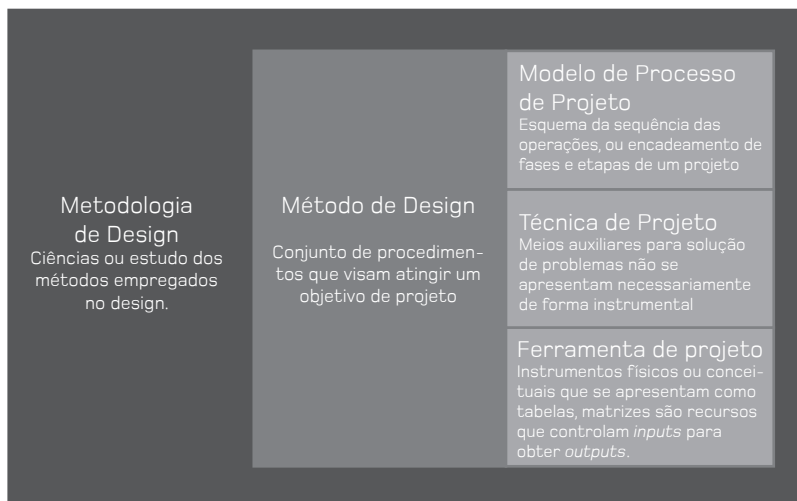 Metodologia
de Design
Ciências ou estudo dos
métodos empregados
no design.
Método de Design
Conjunto de procedimen-
tos que visam atingir um
objetivo de projeto
Modelo de Processo
de Projeto
Esquema da sequência das
operações, ou encadeamento de
fases e etapas de um projeto
Técnica de Projeto
Meios auxiliares para solução
de problemas não se
apresentam necessariamente
de forma instrumental
Ferramenta de projeto
Instrumentos físicos ou concei-
tuais que se apresentam como
tabelas, matrizes são recursos
que controlam inputs para
obter outputs.